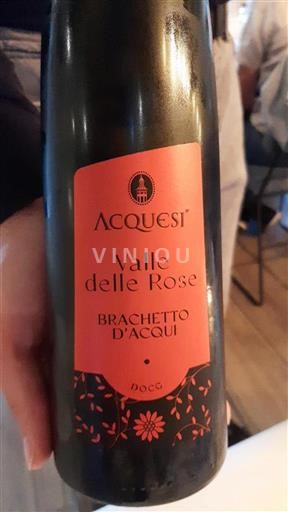 ACQUESI
VINIOU
Valle
delle Rose
BRACHETTO
D'ACQUI
DOCG